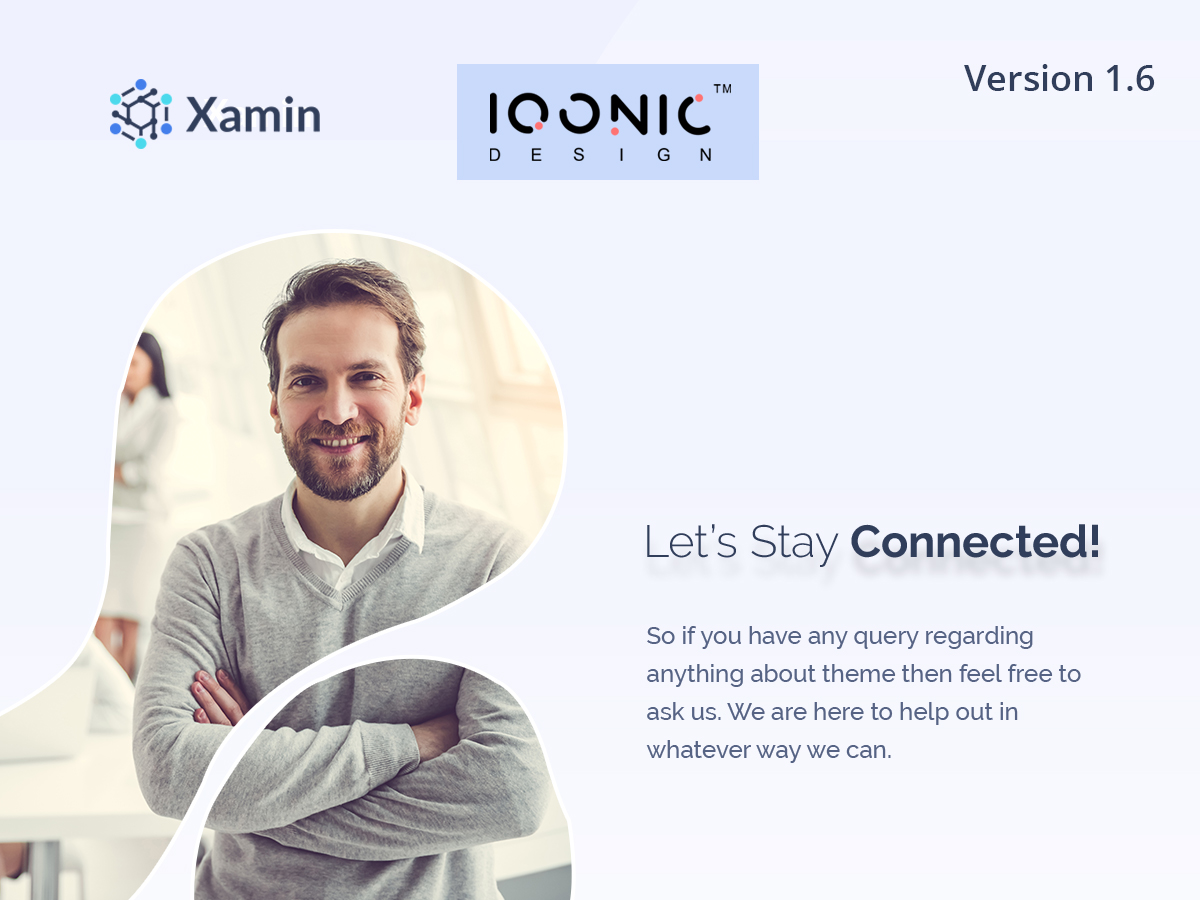 Xamin
IQONIC™
DESIGN
Version 1.6
Let's Stay Connected!
So if you have any query regarding
anything about theme then feel free to
ask us. We are here to help out in
whatever way we can.